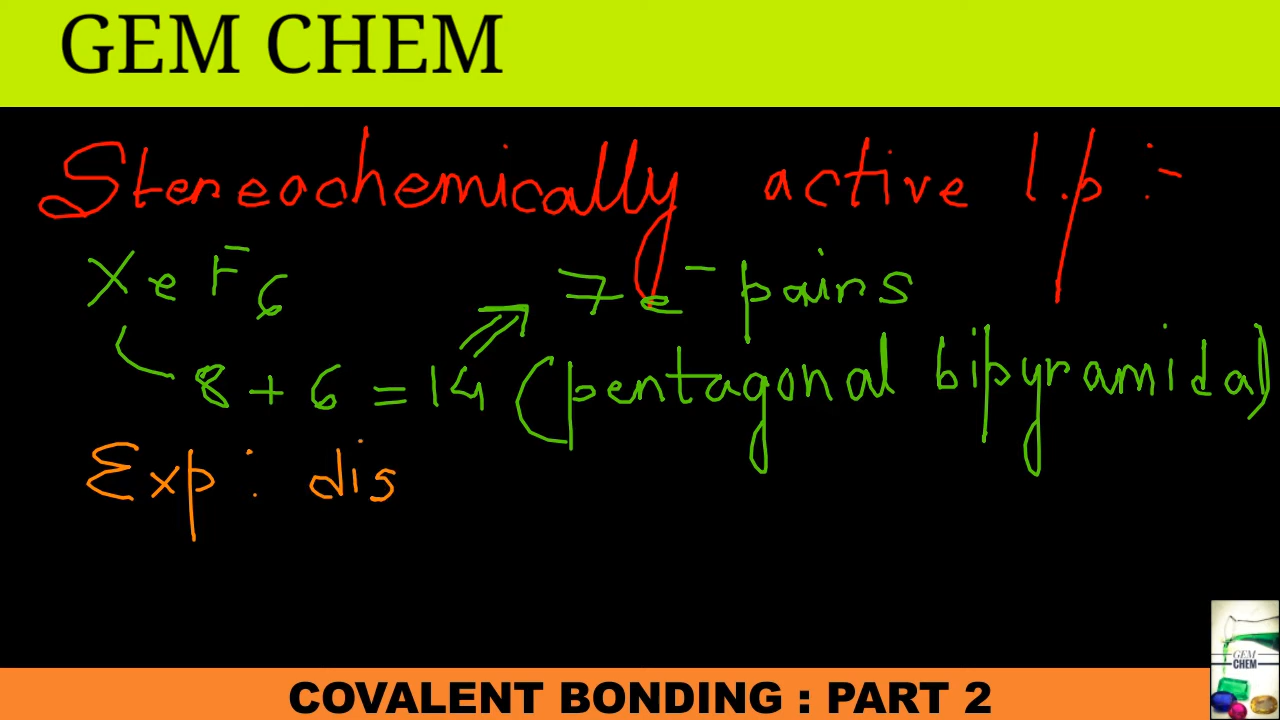 GEM CHEM
Stereochemically active l.p :-
XeF6 7 e⁻ pairs
8 + 6 = 14 (pentagonal bipyramidal)
Exp : dis
GEM
CHEM
COVALENT BONDING : PART 2